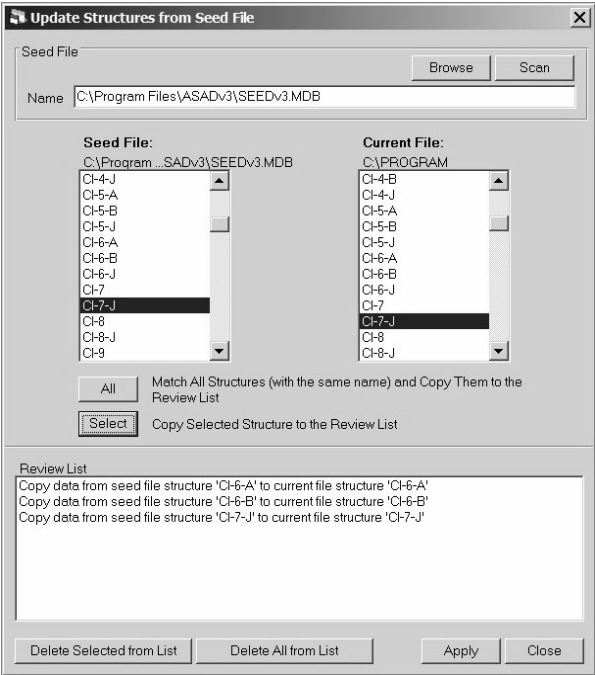 Update Structures from Seed File
Seed File
Browse
Scan
Name
C:\Program Files\ASADv3\SEEDv3.MDB
Seed File:
C:\Program ...SADv3\SEEDv3.MDB
CI-4-J
CI-5-A
CI-5-B
CI-5-J
CI-6-A
CI-6-B
CI-6-J
CI-7
CI-7-J
CI-8
CI-8-J
CI-9
Current File:
C:\PROGRAM
CI-4-B
CI-4-J
CI-5-A
CI-5-B
CI-5-J
CI-6-A
CI-6-B
CI-6-J
CI-7
CI-7-J
CI-8
CI-8-J
All
Match All Structures (with the same name) and Copy Them to the
Review List
Select
Copy Selected Structure to the Review List
Review List
Copy data from seed file structure 'CI-6-A' to current file structure 'CI-6-A'
Copy data from seed file structure 'CI-6-B' to current file structure 'CI-6-B'
Copy data from seed file structure 'CI-7-J' to current file structure 'CI-7-J'
Delete Selected from List
Delete All from List
Apply
Close